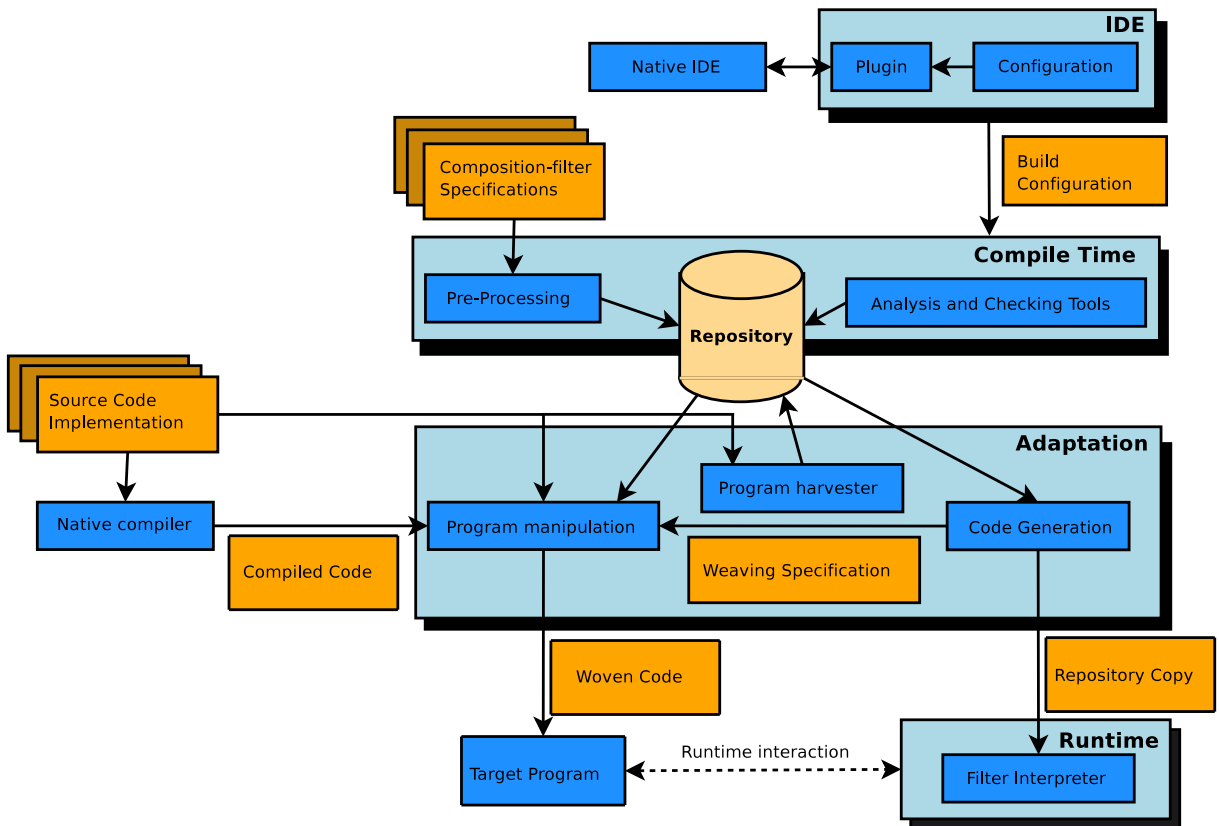 IDE
Native IDE
Plugin
Configuration
Composition-filter
Specifications
Build
Configuration
Compile Time
Pre-Processing
Analysis and Checking Tools
Repository
Source Code
Implementation
Adaptation
Program harvester
Native compiler
Program manipulation
Code Generation
Compiled Code
Weaving Specification
Woven Code
Repository Copy
Runtime
Runtime interaction
Target Program
Filter Interpreter